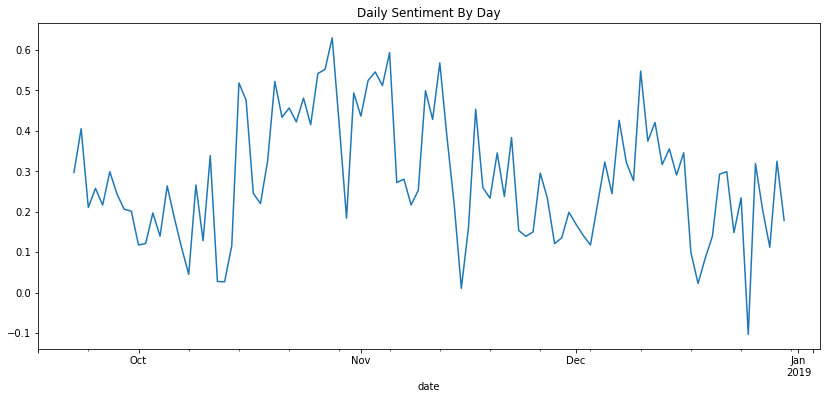 Daily Sentiment By Day
0.6
0.5
0.4
0.3
0.2
0.1
0.0
−0.1
Oct
Nov
Dec
Jan
2019
date